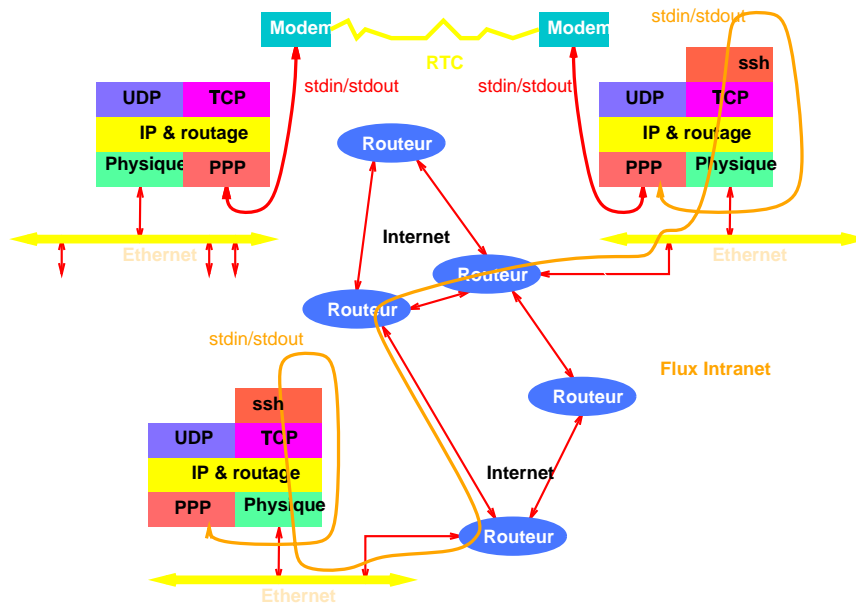 stdin/stdout
Modem
Modem
RTC
ssh
stdin/stdout
stdin/stdout
UDP
TCP
UDP
TCP
IP & routage
IP & routage
Physique
PPP
PPP
Physique
Routeur
Internet
Ethernet
Ethernet
Routeur
Routeur
stdin/stdout
Flux Intranet
Routeur
ssh
UDP
TCP
IP & routage
Internet
PPP
Physique
Routeur
Ethernet